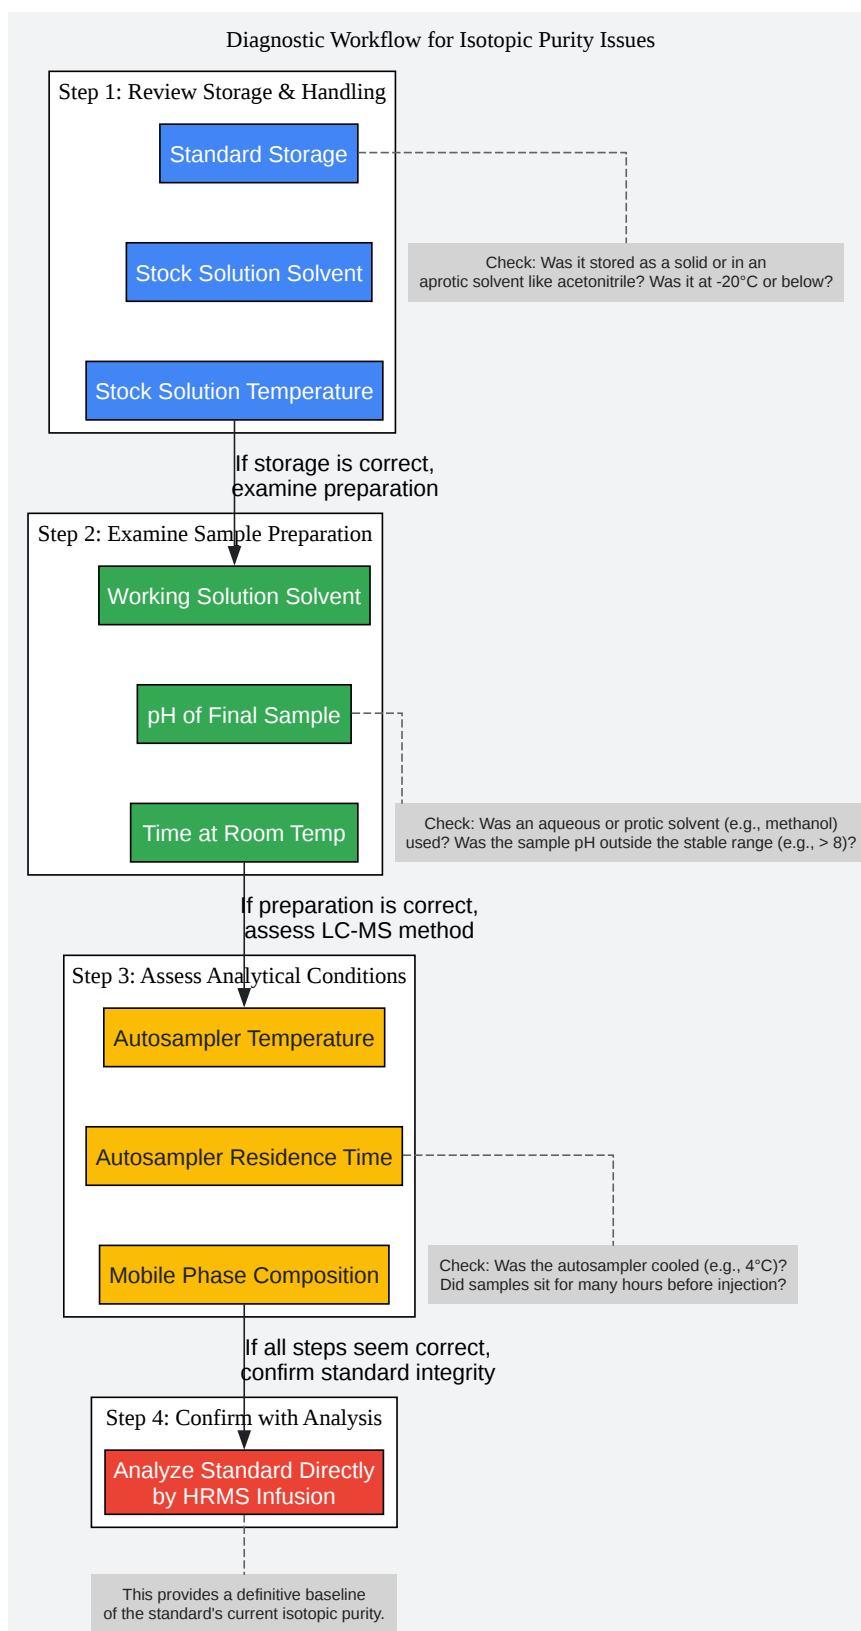 Diagnostic Workflow for Isotopic Purity Issues
Step 1: Review Storage & Handling
Standard Storage
Stock Solution Solvent
Check: Was it stored as a solid or in an
aprotic solvent like acetonitrile? Was it at -20°C or below?
Stock Solution Temperature
If storage is correct,
examine preparation
Step 2: Examine Sample Preparation
Working Solution Solvent
pH of Final Sample
Time at Room Temp
Check: Was an aqueous or protic solvent (e.g., methanol)
used? Was the sample pH outside the stable range (e.g., > 8)?
If preparation is correct,
assess LC-MS method
Step 3: Assess Analytical Conditions
Autosampler Temperature
Autosampler Residence Time
Mobile Phase Composition
Check: Was the autosampler cooled (e.g., 4°C)?
Did samples sit for many hours before injection?
If all steps seem correct,
confirm standard integrity
Step 4: Confirm with Analysis
Analyze Standard Directly
by HRMS Infusion
This provides a definitive baseline
of the standard's current isotopic purity.